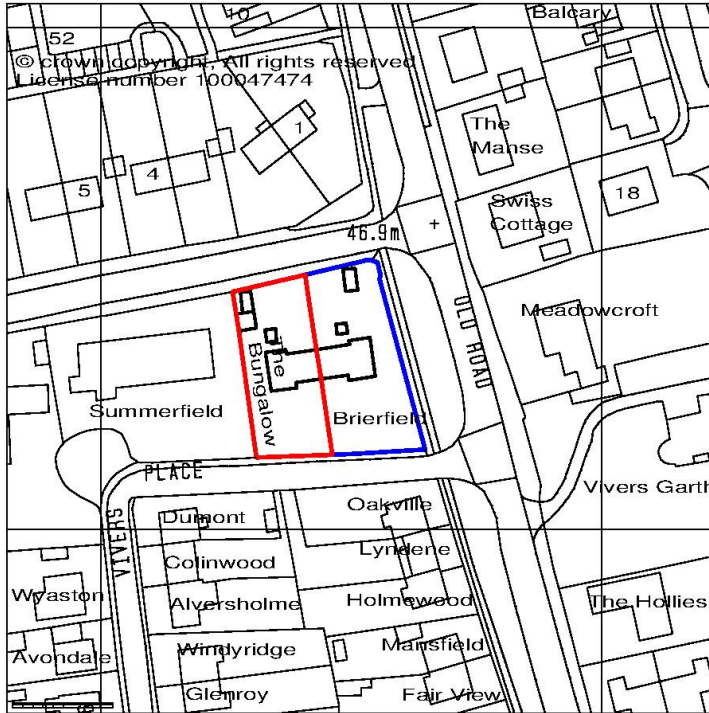 10
Balcary
52
© crown copyright, All rights reserved
License number 100047474
1
The
Manse
4
5
18
Swiss
Cottage
46.9m
OLD ROAD
Meadowcroft
The
Bungalow
Summerfield
Brierfield
PLACE
VIVERS
Vivers Garth
Oakville
Dumont
Lyndene
Colinwood
Wyaston
Alversholme
Holmewood
The Hollies
Windyridge
Mansfield
Avondale
Glenroy
Fair View